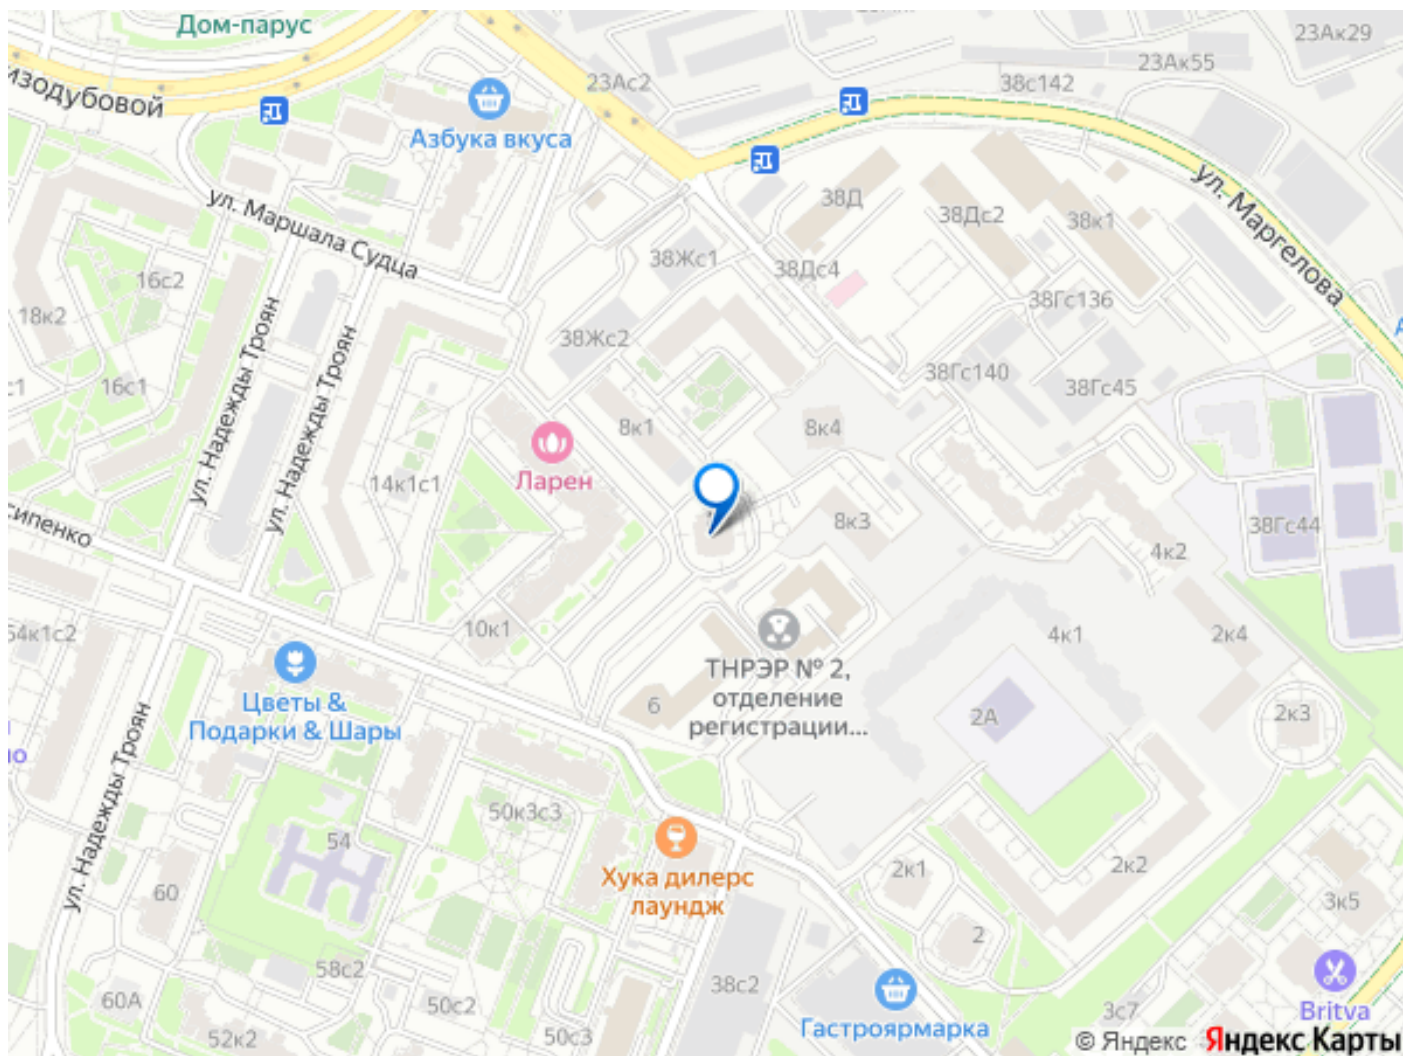 Дом-парус
23Ак29
23Ак55
38с142
23Ас2
изодубовой
Азбука вкуса
ул. Маршала Судца
38Д
38Дс2
38к1
ул. Маргелова
38Жс1
38Дс4
38Гс136
16с2
18к2
38Жс2
38Гс140
38Гс45
16с1
ул. Надежды Троян
ул. Надежды Троян
8к1
8к4
Ларен
14к1с1
8к3
38Гс44
4к2
сипенко
54к1с2
10к1
4к1
2к4
ТНРЭР № 2,
отделение
регистрации...
Цветы &
Подарки & Шары
6
2А
2к3
ул. Надежды Троян
50к3с3
54
Хука дилерс
лаундж
2к1
2к2
60
3к5
2
58с2
38с2
60А
50с2
3с7
Britva
52к2
50с3
Гастроярмарка
© Яндекс Яндекс Карты